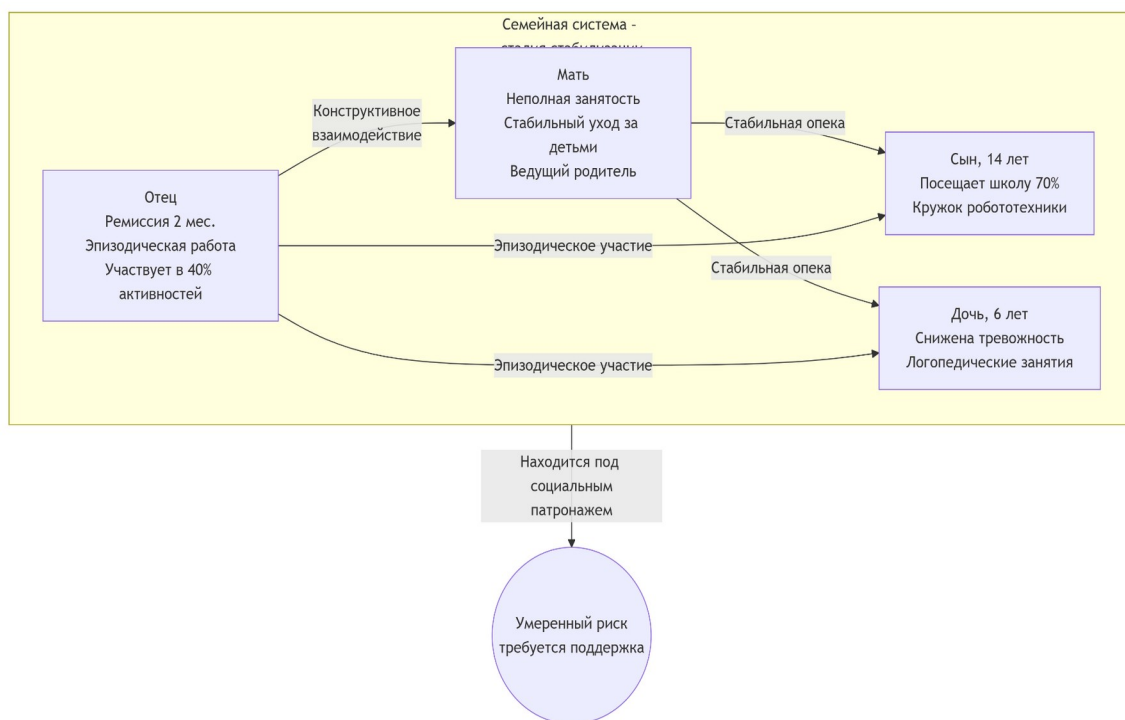 Семейная система -
стадия стабилизации
Мать
Неполная занятость
Стабильный уход за
детьми
Ведущий родитель
Конструктивное
взаимодействие
Стабильная опека
Сын, 14 лет
Посещает школу 70%
Кружок робототехники
Отец
Ремиссия 2 мес.
Эпизодическая работа
Участвует в 40%
активностей
Эпизодическое участие
Стабильная опека
Дочь, 6 лет
Снижена тревожность
Логопедические занятия
Эпизодическое участие
Находится под
социальным
патронажем
Умеренный риск
требуется поддержка